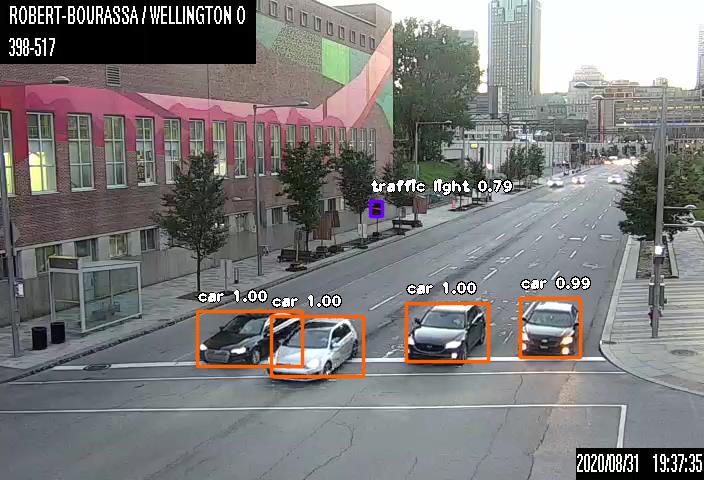 ROBERT-BOURASSA / WELLINGTON O
398-517
traffic light 0.79
car 1.00
car 1.00
car 1.00
car 0.99
2020/08/31 19:37:35